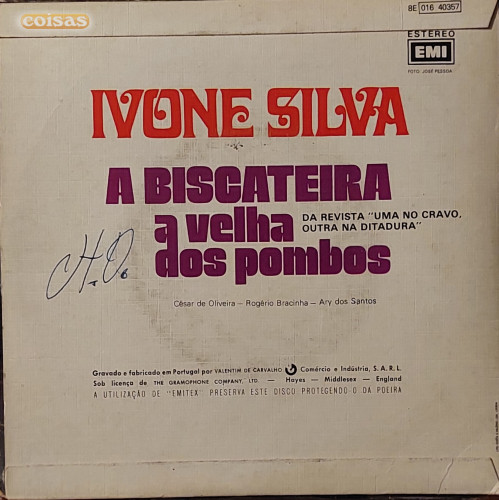 coisas
8E 016 40357
ESTÉREO
EMI
FOTO: JOSÉ PESSOA
IVONE SILVA
A BISCATEIRA
a velha
dos pombos
DA REVISTA "UMA NO CRAVO,
OUTRA NA DITADURA"
H.D.
César de Oliveira — Rogério Bracinha — Ary dos Santos
Gravado e fabricado em Portugal por VALENTIM DE CARVALHO Comércio e Indústria, S.A.R.L.
Sob licença de THE GRAMOPHONE COMPANY, LTD. — Hayes — Middlesex — England
A UTILIZAÇÃO DE "EMITEX" PRESERVA ESTE DISCO PROTEGENDO O DA POEIRA